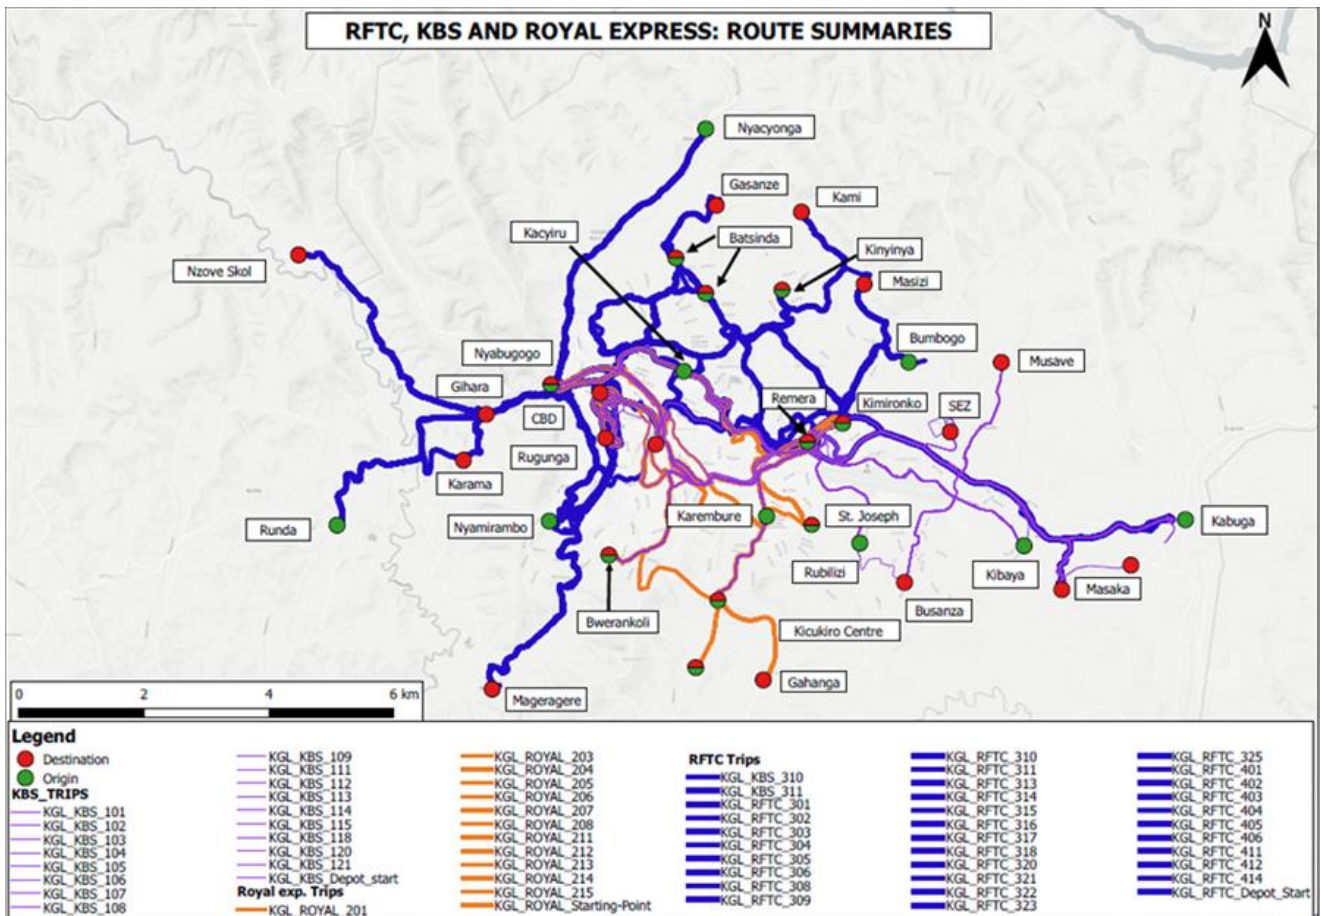 RFTC, KBS AND ROYAL EXPRESS: ROUTE SUMMARIES
N
Nyacyonga
Gasanze
Kami
Kacyiru
Batsinda
Kinyinya
Nzove Skol
Masizi
Bumbogo
Nyabugogo
Musave
Gihara
Remera
Kimironko
SEZ
CBD
Rugunga
Karama
Runda
Nyamirambo
Karembure
St. Joseph
Kabuga
Rubilizi
Kibaya
Masaka
Busanza
Bwerankoli
Kicukiro Centre
Gahanga
Mageragere
0 2 4 6 km
Legend
Destination
Origin
KBS_TRIPS
KGL_KBS_101
KGL_KBS_102
KGL_KBS_103
KGL_KBS_104
KGL_KBS_105
KGL_KBS_106
KGL_KBS_107
KGL_KBS_108
KGL_KBS_109
KGL_KBS_111
KGL_KBS_112
KGL_KBS_113
KGL_KBS_114
KGL_KBS_115
KGL_KBS_118
KGL_KBS_120
KGL_KBS_121
KGL_KBS_Depot_start
Royal exp. Trips
KGL_ROYAL_201
KGL_ROYAL_203
KGL_ROYAL_204
KGL_ROYAL_205
KGL_ROYAL_206
KGL_ROYAL_207
KGL_ROYAL_208
KGL_ROYAL_211
KGL_ROYAL_212
KGL_ROYAL_213
KGL_ROYAL_214
KGL_ROYAL_215
KGL_ROYAL_Starting-Point
RFTC Trips
KGL_KBS_310
KGL_KBS_311
KGL_RFTC_301
KGL_RFTC_302
KGL_RFTC_303
KGL_RFTC_304
KGL_RFTC_305
KGL_RFTC_306
KGL_RFTC_308
KGL_RFTC_309
KGL_RFTC_310
KGL_RFTC_311
KGL_RFTC_313
KGL_RFTC_314
KGL_RFTC_315
KGL_RFTC_316
KGL_RFTC_317
KGL_RFTC_318
KGL_RFTC_320
KGL_RFTC_321
KGL_RFTC_322
KGL_RFTC_323
KGL_RFTC_325
KGL_RFTC_401
KGL_RFTC_402
KGL_RFTC_403
KGL_RFTC_404
KGL_RFTC_405
KGL_RFTC_406
KGL_RFTC_411
KGL_RFTC_412
KGL_RFTC_414
KGL_RFTC_Depot_Start